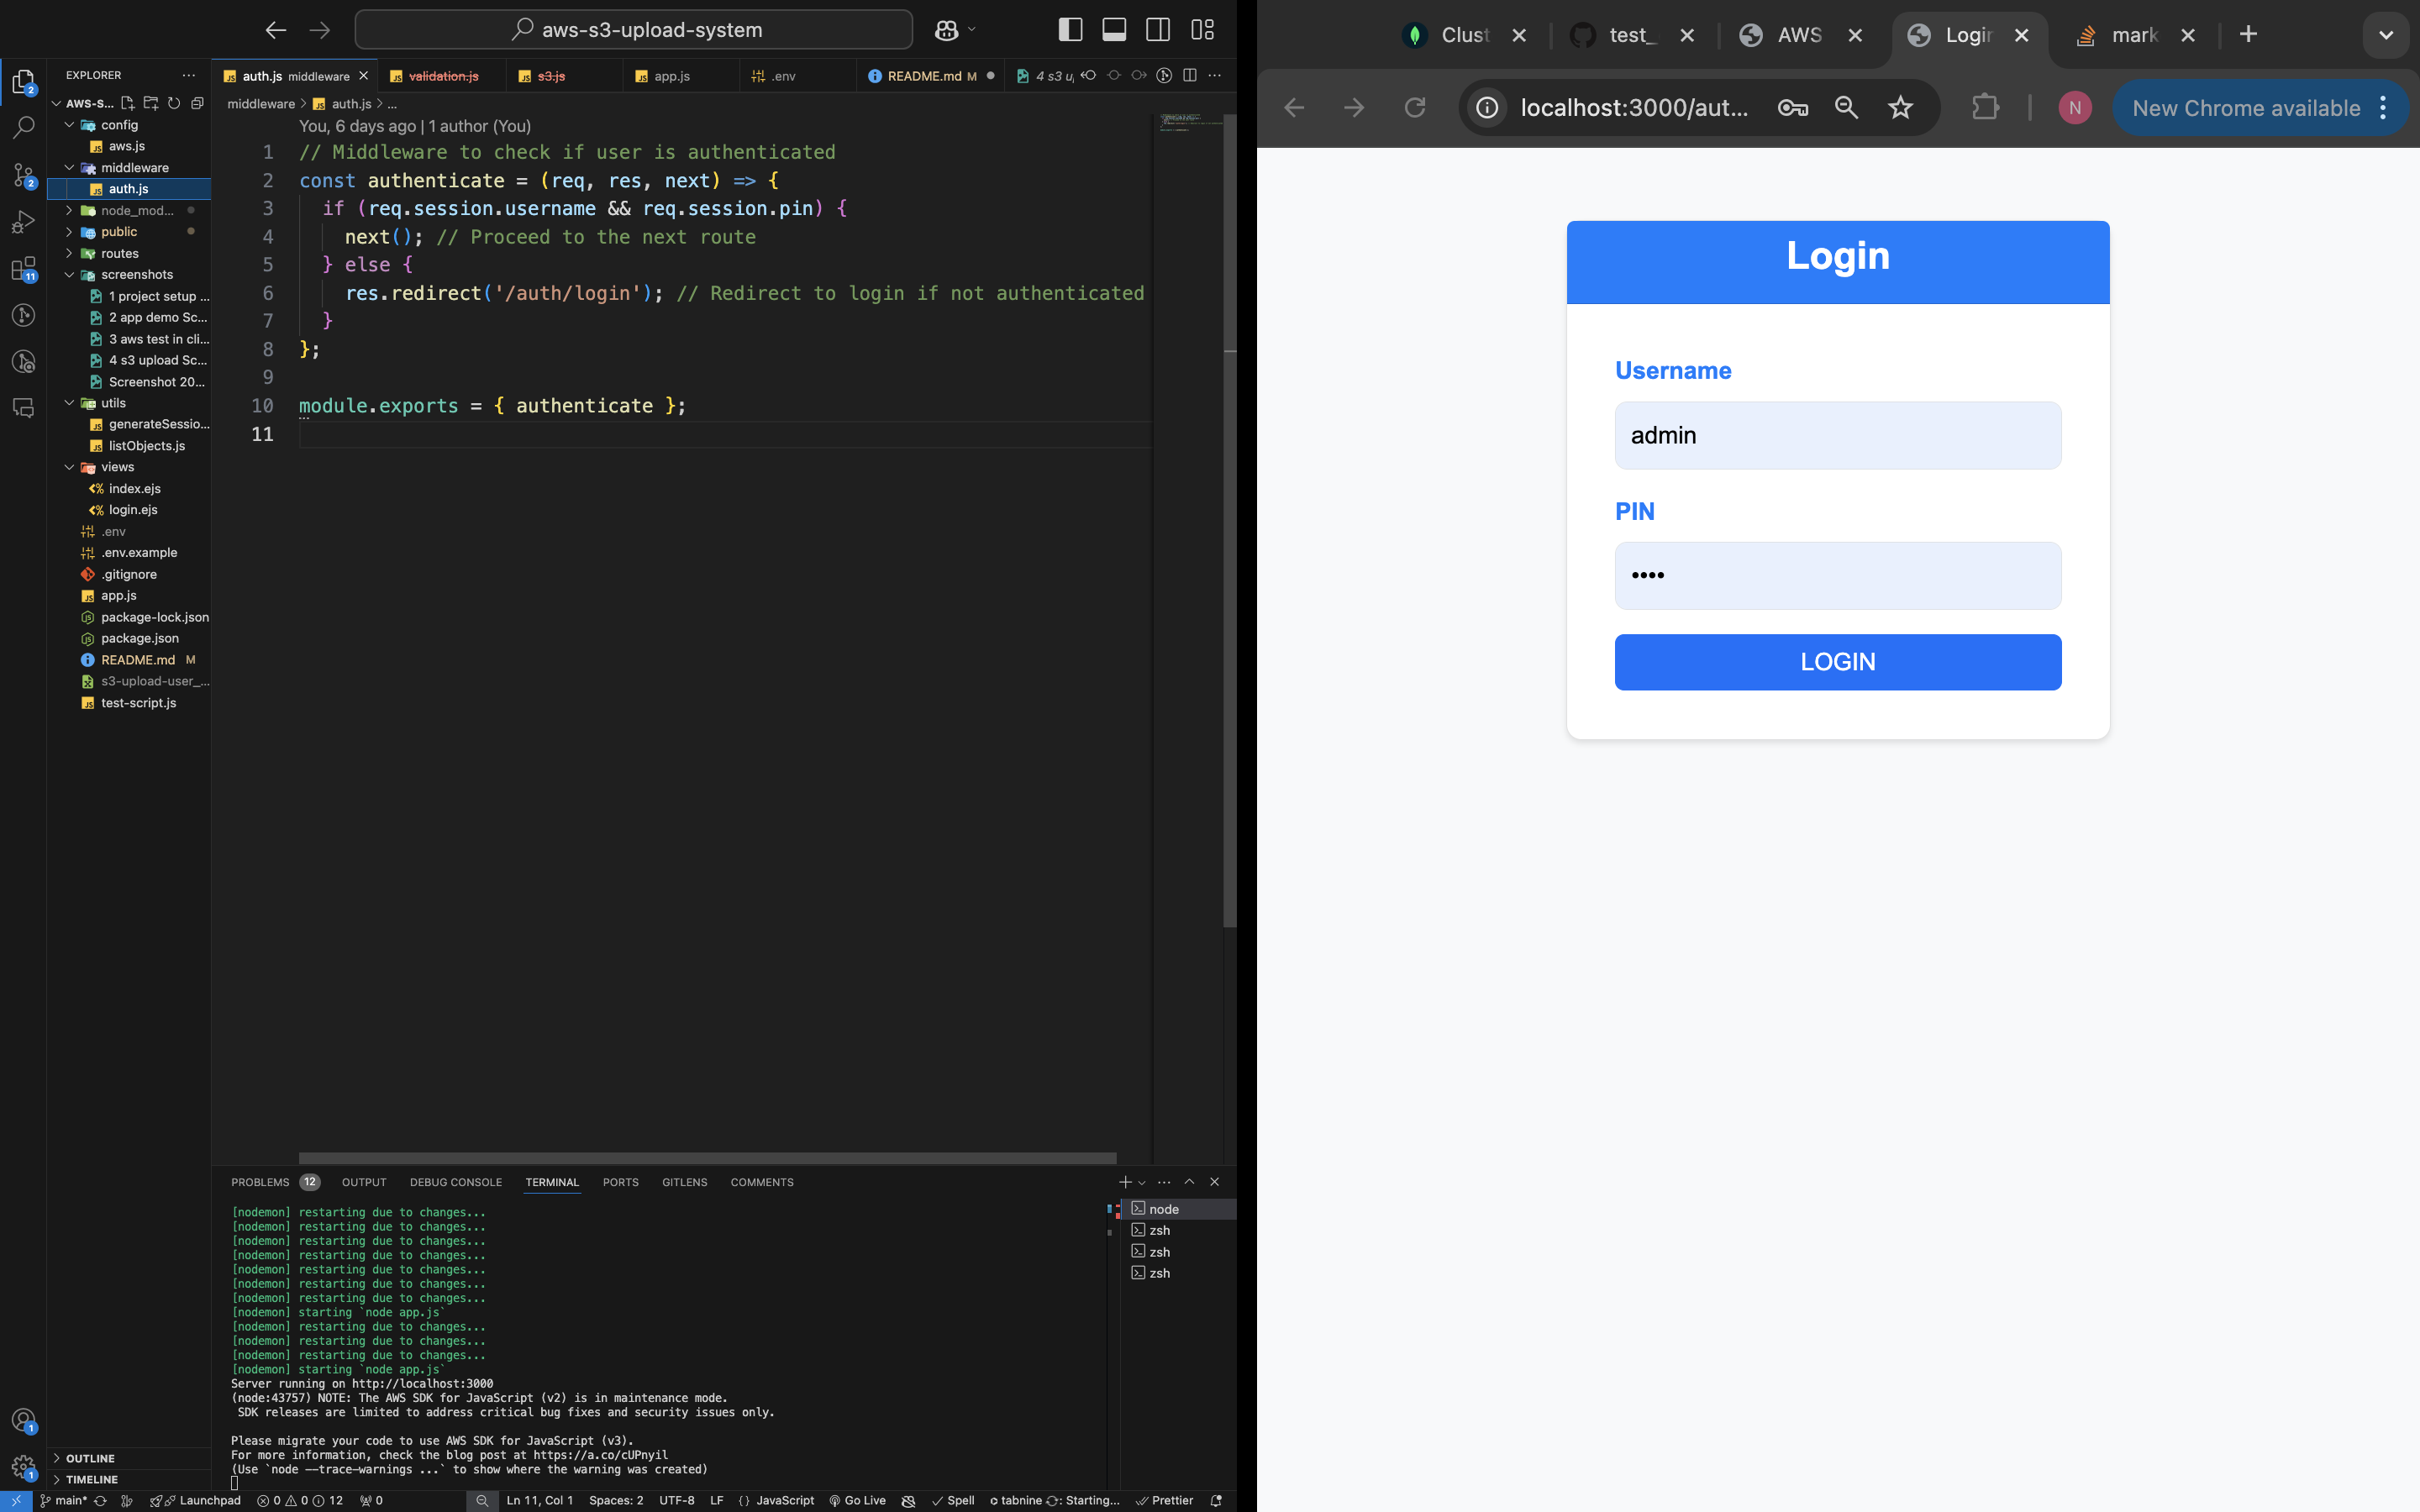 aws-s3-upload-system
EXPLORER
AWS-S...
config
aws.js
middleware
auth.js
node_mod...
public
routes
screenshots
1 project setup ...
2 app demo Sc...
3 aws test in cli...
4 s3 upload Sc...
Screenshot 20...
utils
generateSessio...
listObjects.js
views
index.ejs
login.ejs
.env
.env.example
.gitignore
app.js
package-lock.json
package.json
README.md M
s3-upload-user_...
test-script.js
OUTLINE
TIMELINE
2
2
11
1
1
auth.js middleware
validation.js
s3.js
app.js
.env
README.md M
4 s3 u
middleware > auth.js > ...
You, 6 days ago | 1 author (You)
1 // Middleware to check if user is authenticated
2 const authenticate = (req, res, next) => {
3 if (req.session.username && req.session.pin) {
4 next(); // Proceed to the next route
5 } else {
6 res.redirect('/auth/login'); // Redirect to login if not authenticated
7 }
8 };
9
10 module.exports = { authenticate };
11
PROBLEMS 12 OUTPUT DEBUG CONSOLE TERMINAL PORTS GITLENS COMMENTS
[nodemon] restarting due to changes...
[nodemon] restarting due to changes...
[nodemon] restarting due to changes...
[nodemon] restarting due to changes...
[nodemon] restarting due to changes...
[nodemon] restarting due to changes...
[nodemon] restarting due to changes...
[nodemon] starting `node app.js`
[nodemon] restarting due to changes...
[nodemon] restarting due to changes...
[nodemon] restarting due to changes...
[nodemon] starting `node app.js`
Server running on http://localhost:3000
(node:43757) NOTE: The AWS SDK for JavaScript (v2) is in maintenance mode.
SDK releases are limited to address critical bug fixes and security issues only.
Please migrate your code to use AWS SDK for JavaScript (v3).
For more information, check the blog post at https://a.co/cUPnyil
(Use `node --trace-warnings ...` to show where the warning was created)
node
zsh
zsh
zsh
main* Launchpad 0 0 12 0 Ln 11, Col 1 Spaces: 2 UTF-8 LF {} JavaScript Go Live Spell tabnine : Starting... Prettier
Clust
test_
AWS
Login
mark
localhost:3000/aut...
N
New Chrome available
Login
Username
admin
PIN
••••
LOGIN